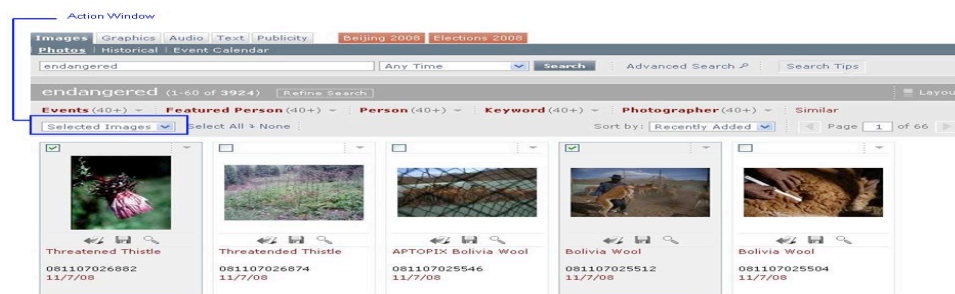 Action Window
Images Graphics Audio Text Publicity Beijing 2008 Elections 2008
Photos Historical Event Calendar
endangered Any Time Search Advanced Search Search Tips
endangered (1-60 of 3924) Refine Search Layou
Events (40+) Featured Person (40+) Person (40+) Keyword (40+) Photographer (40+) Similar
Selected Images Select All None Sort by: Recently Added Page 1 of 66
Threatened Thistle Threatended Thistle APTOPIX Bolivia Wool Bolivia Wool Bolivia Wool
081107026882 081107026874 081107025546 081107025512 081107025504
11/7/08 11/7/08 11/7/08 11/7/08 11/7/08